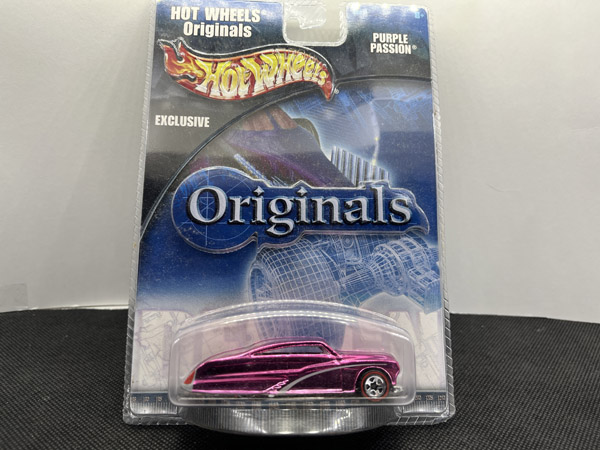 HOT WHEELS®
Originals
PURPLE
PASSION®
Hot Wheels
EXCLUSIVE
Originals